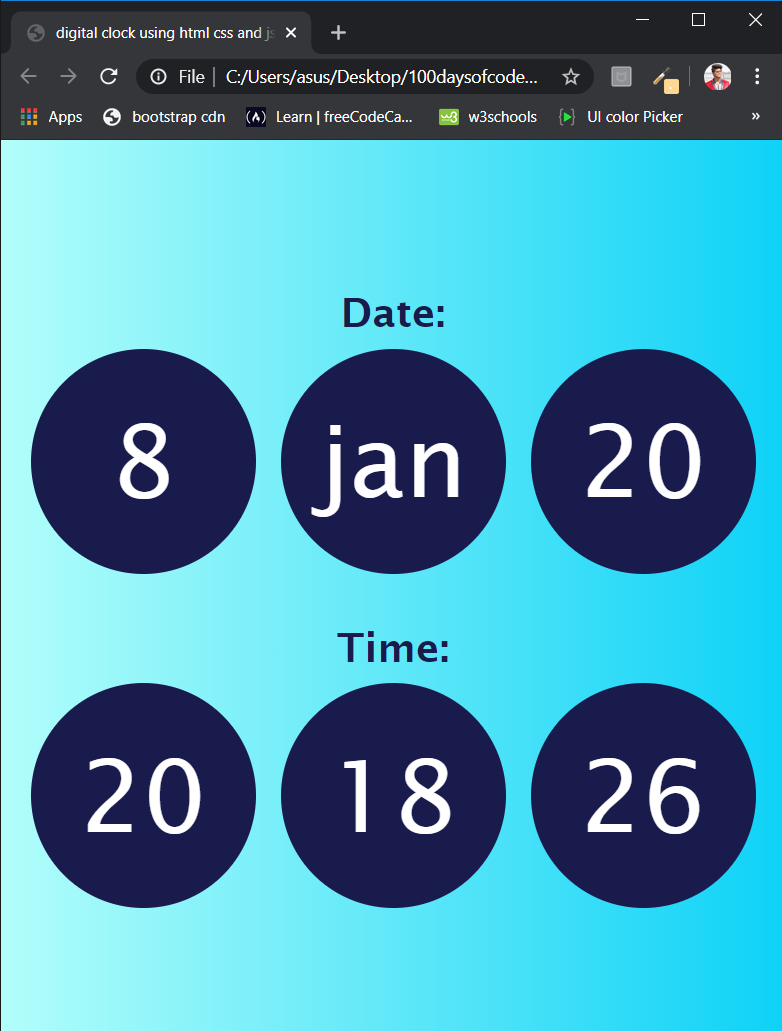 digital clock using html css and js
File | C:/Users/asus/Desktop/100daysofcode...
Apps bootstrap cdn Learn | freeCodeCa... w3schools UI color Picker »
Date:
8 jan 20
Time:
20 18 26